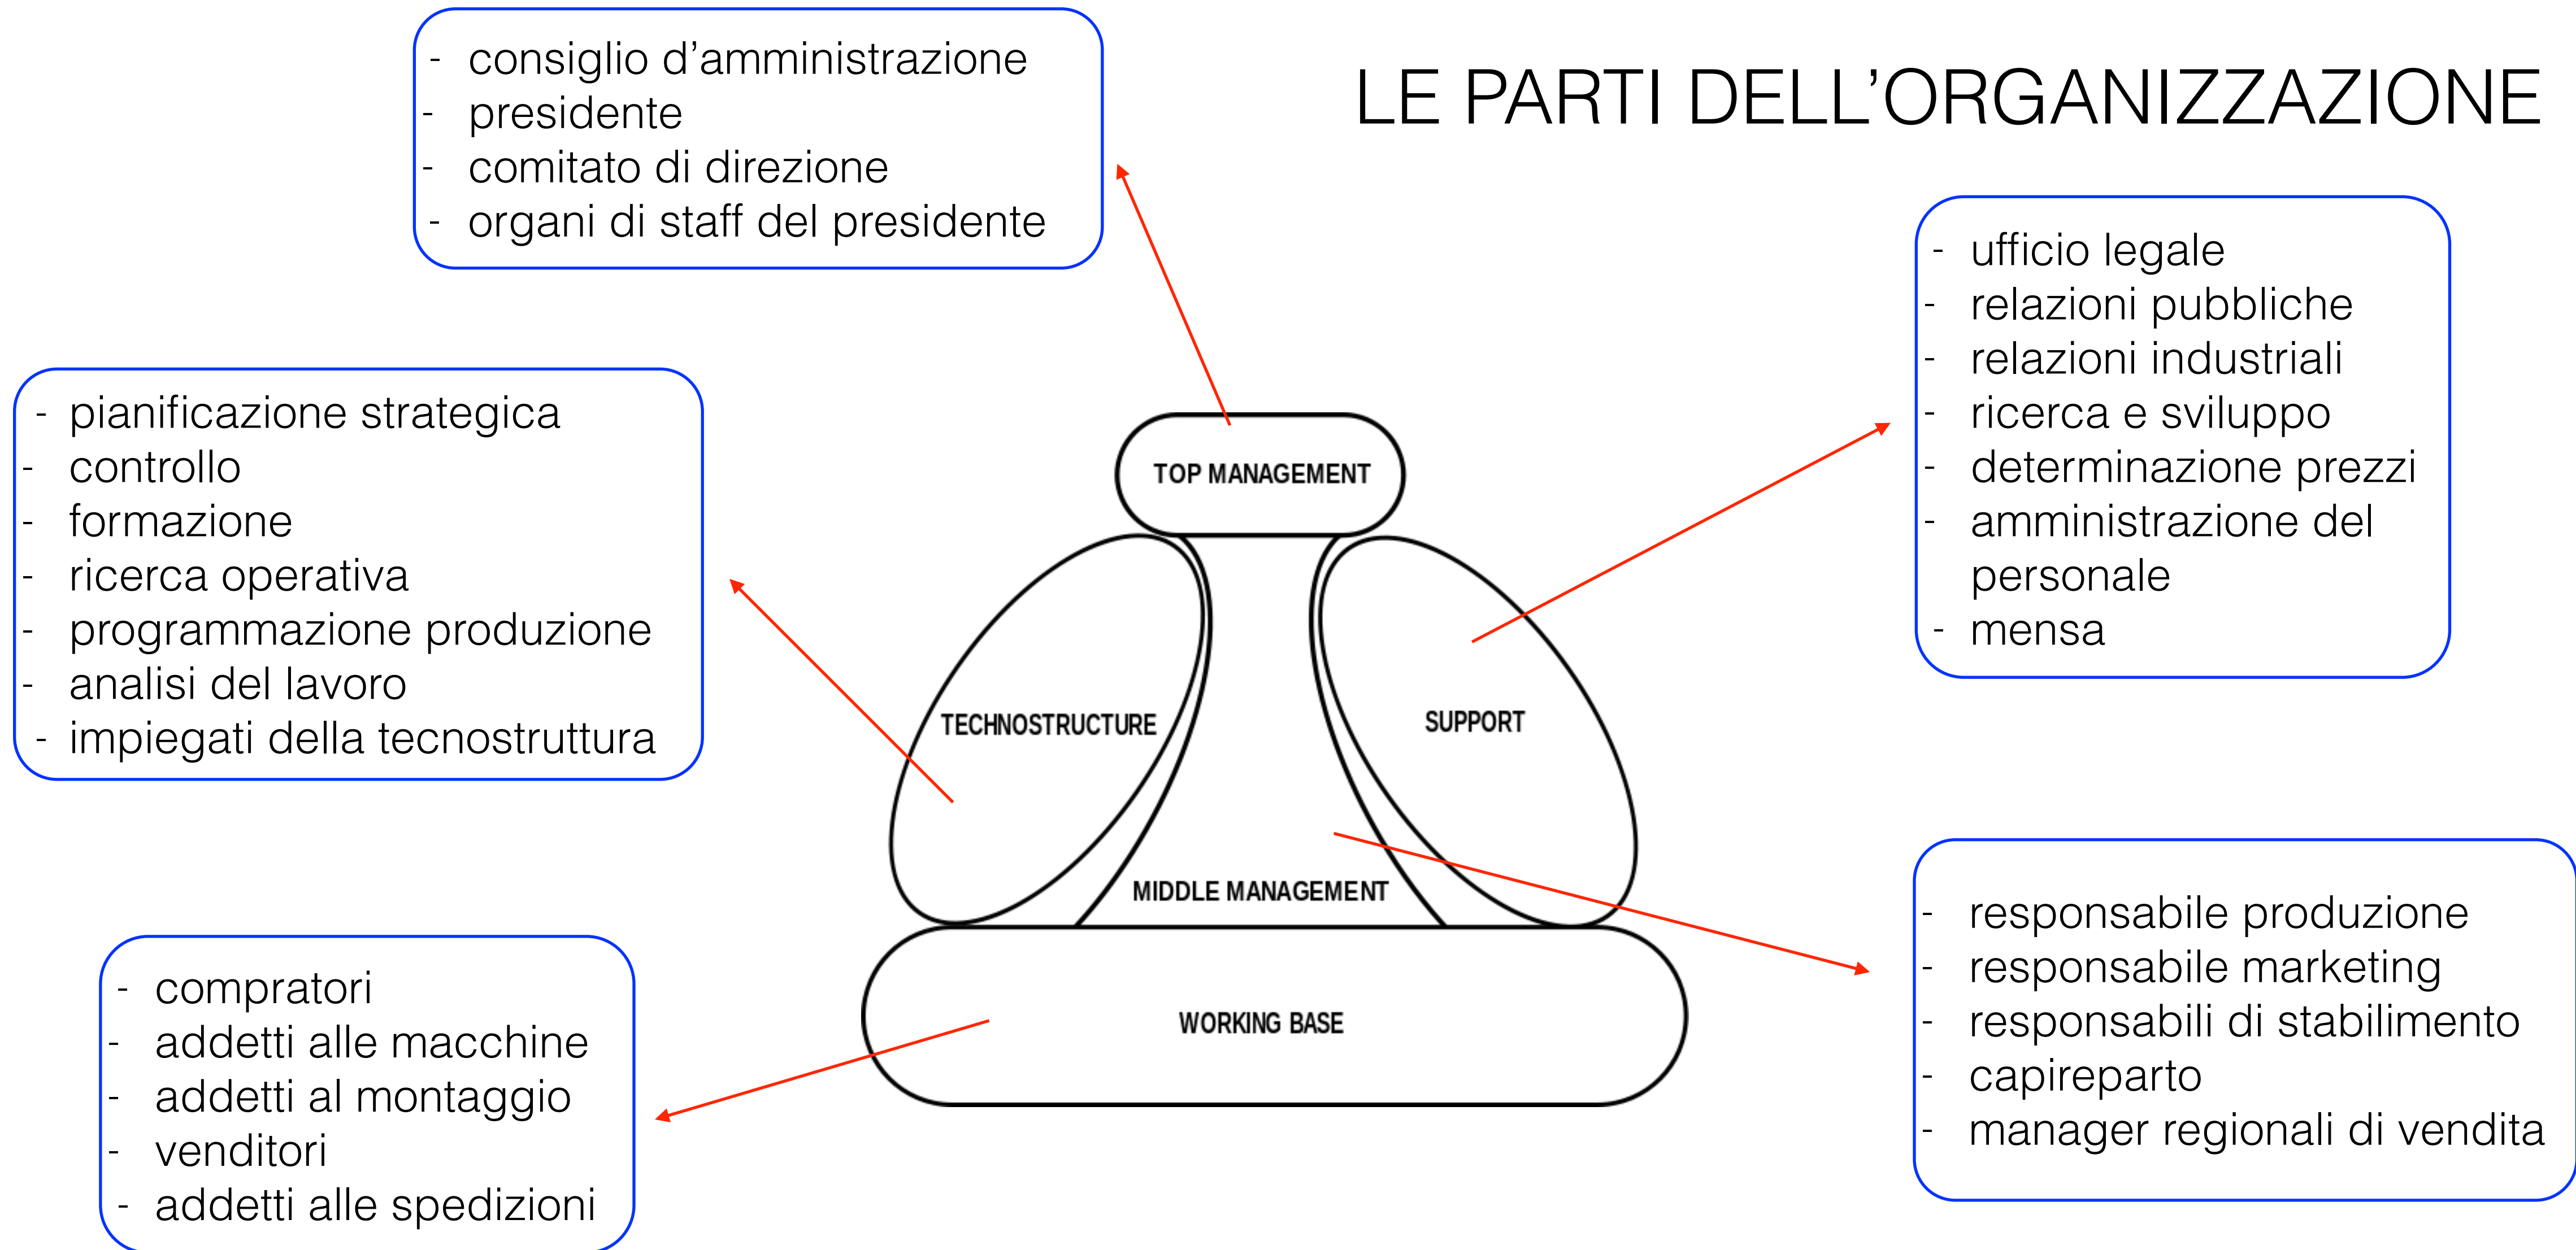 LE PARTI DELL’ORGANIZZAZIONE
- consiglio d’amministrazione
- presidente
- comitato di direzione
- organi di staff del presidente
- ufficio legale
- relazioni pubbliche
- relazioni industriali
- ricerca e sviluppo
- determinazione prezzi
- amministrazione del
personale
- mensa
- pianificazione strategica
- controllo
- formazione
- ricerca operativa
- programmazione produzione
- analisi del lavoro
- impiegati della tecnostruttura
TOP MANAGEMENT
TECHNOSTRUCTURE
SUPPORT
MIDDLE MANAGEMENT
WORKING BASE
- responsabile produzione
- responsabile marketing
- responsabili di stabilimento
- capireparto
- manager regionali di vendita
- compratori
- addetti alle macchine
- addetti al montaggio
- venditori
- addetti alle spedizioni